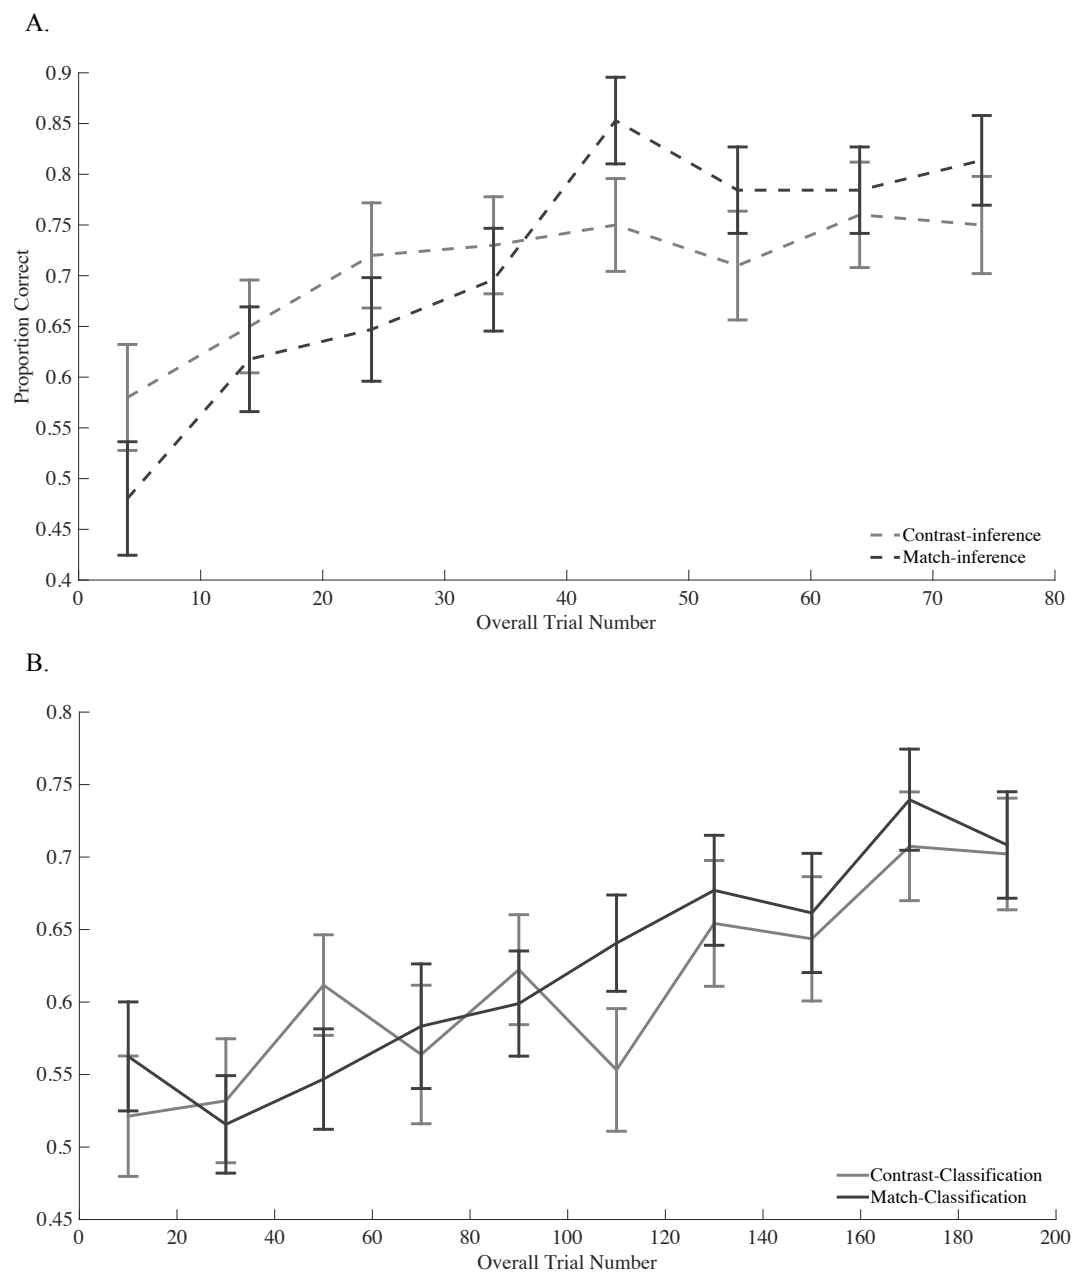 A.
0.9
0.85
0.8
0.75
0.7
0.65
0.6
0.55
0.5
0.45
0.4
Proportion Correct
Contrast-inference
Match-inference
0 10 20 30 40 50 60 70 80
Overall Trial Number
B.
0.8
0.75
0.7
0.65
0.6
0.55
0.5
0.45
Contrast-Classification
Match-Classification
0 20 40 60 80 100 120 140 160 180 200
Overall Trial Number